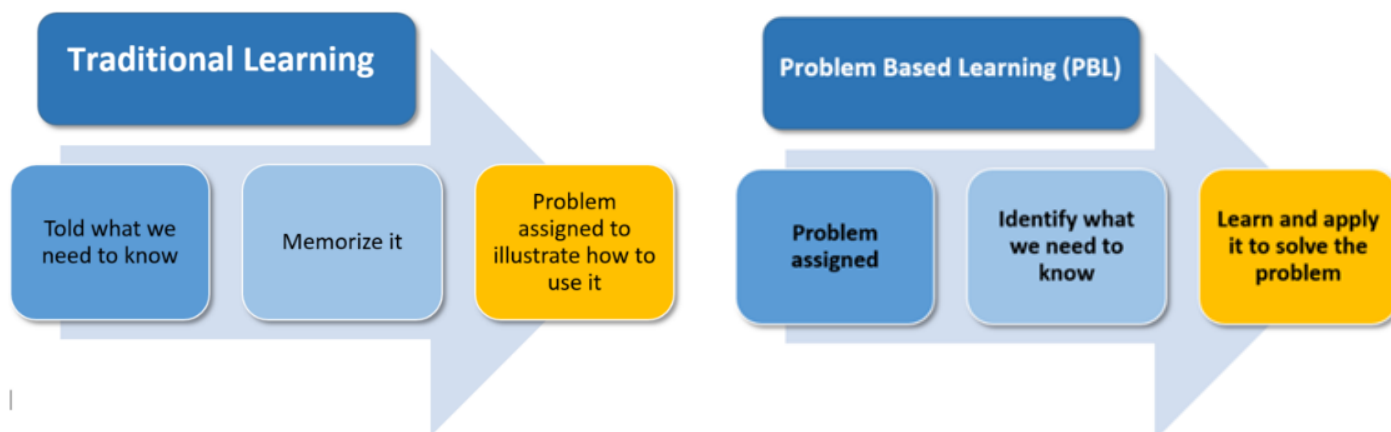 Traditional Learning
Told what we
need to know
Memorize it
Problem
assigned to
illustrate how to
use it
Problem Based Learning (PBL)
Problem
assigned
Identify what
we need to
know
Learn and apply
it to solve the
problem